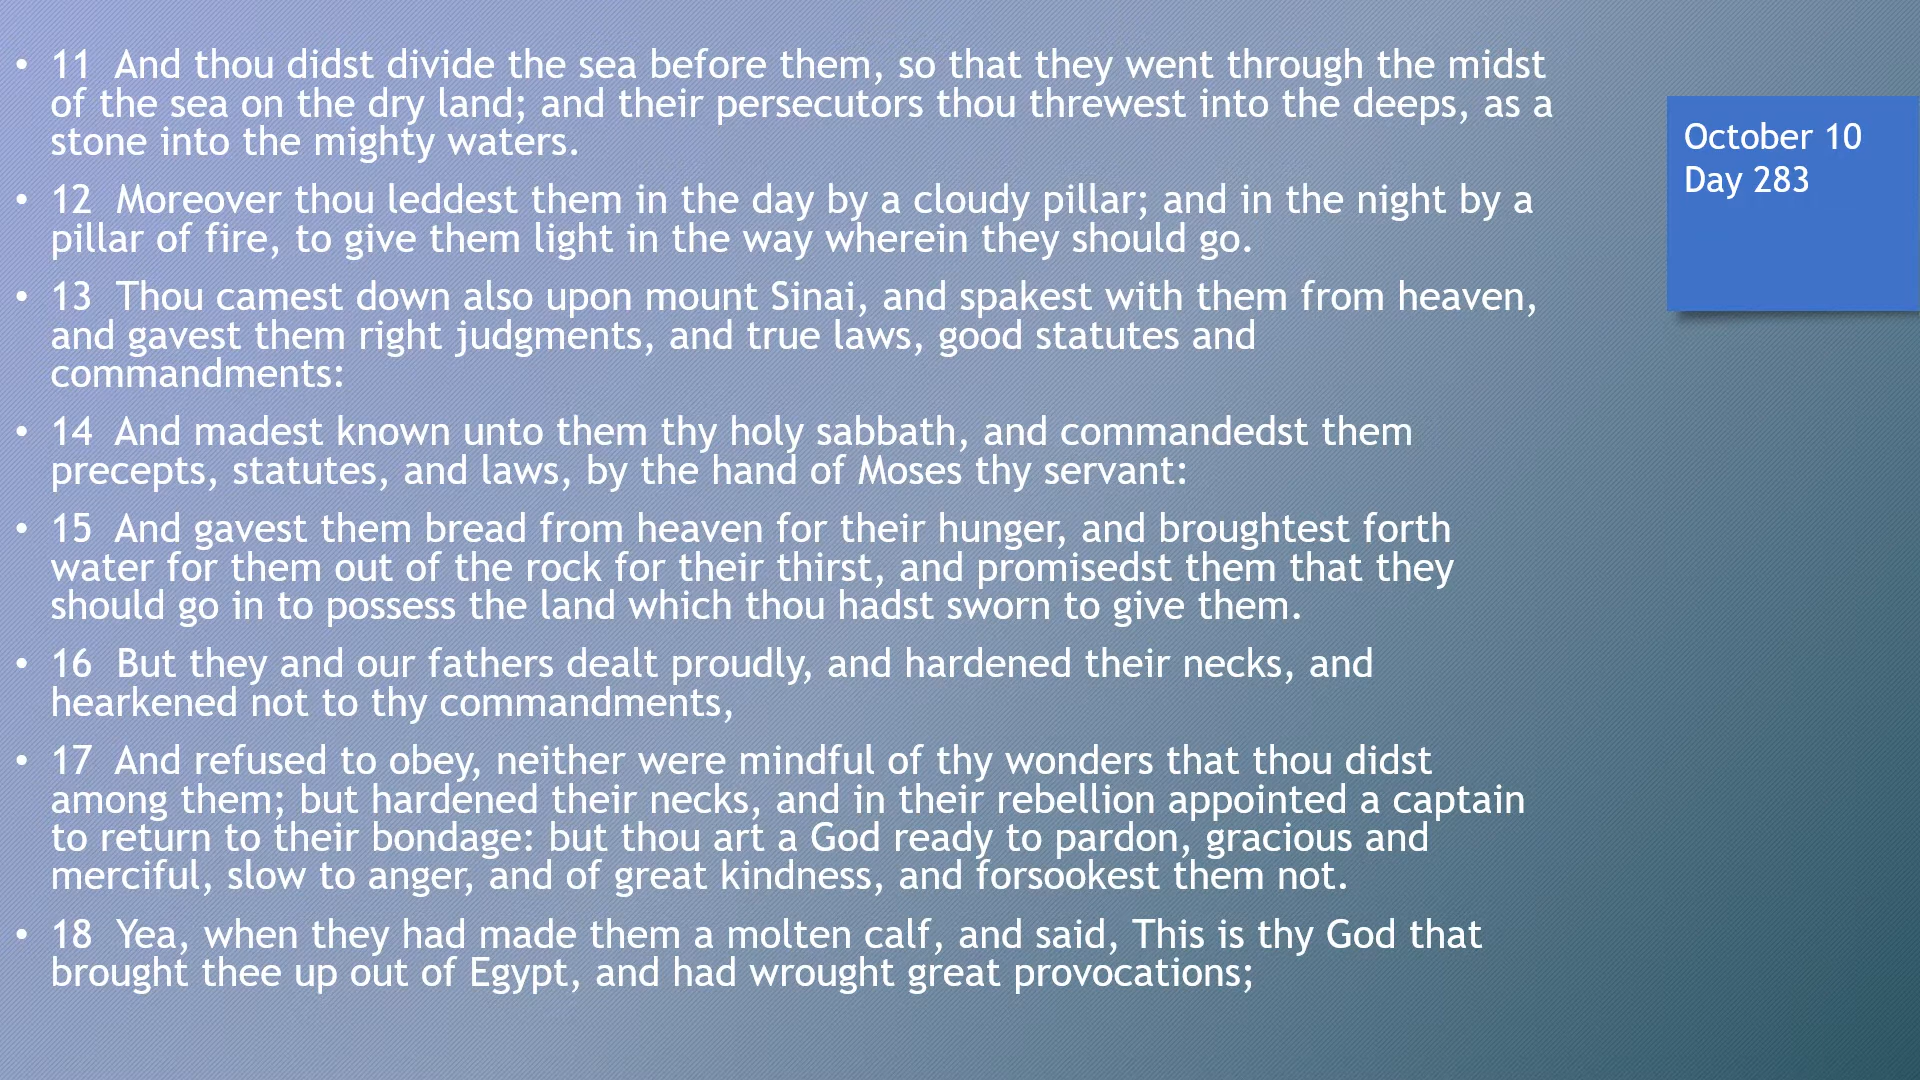 • 11  And thou didst divide the sea before them, so that they went through the midst
of the sea on the dry land; and their persecutors thou threwest into the deeps, as a
stone into the mighty waters.
• 12  Moreover thou leddest them in the day by a cloudy pillar; and in the night by a
pillar of fire, to give them light in the way wherein they should go.
• 13  Thou camest down also upon mount Sinai, and spakest with them from heaven,
and gavest them right judgments, and true laws, good statutes and
commandments:
• 14  And madest known unto them thy holy sabbath, and commandedst them
precepts, statutes, and laws, by the hand of Moses thy servant:
• 15  And gavest them bread from heaven for their hunger, and broughtest forth
water for them out of the rock for their thirst, and promisedst them that they
should go in to possess the land which thou hadst sworn to give them.
• 16  But they and our fathers dealt proudly, and hardened their necks, and
hearkened not to thy commandments,
• 17  And refused to obey, neither were mindful of thy wonders that thou didst
among them; but hardened their necks, and in their rebellion appointed a captain
to return to their bondage: but thou art a God ready to pardon, gracious and
merciful, slow to anger, and of great kindness, and forsookest them not.
• 18  Yea, when they had made them a molten calf, and said, This is thy God that
brought thee up out of Egypt, and had wrought great provocations;
October 10
Day 283